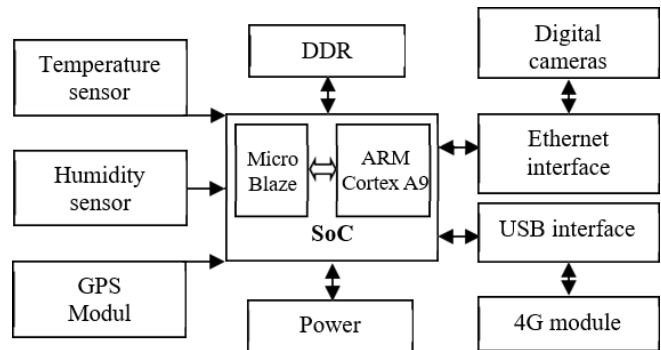 Temperature
sensor
Humidity
sensor
GPS
Modul
DDR
Micro
Blaze
ARM
Cortex A9
SoC
Power
Digital
cameras
Ethernet
interface
USB interface
4G module